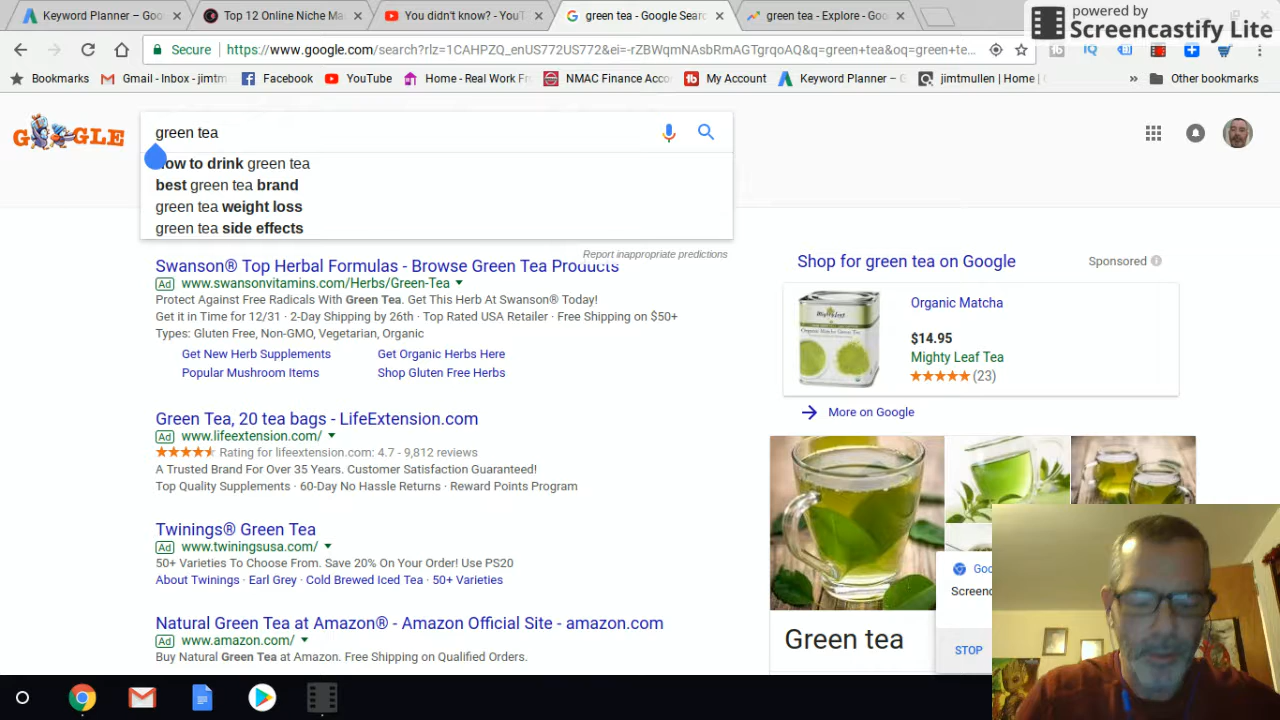 Keyword Planner – Goo
Top 12 Online Niche Ma
You didn't know? - YouT
green tea - Google Sear
green tea - Explore - Goo
powered by
Screencastify Lite
Secure
https://www.google.com/search?rlz=1CAHPZQ_enUS772US772&ei=-rZBWqmNAsbRmAGTgrqoAQ&q=green+tea&oq=green+te...
Bookmarks
Gmail - Inbox - jimtm
Facebook
YouTube
Home - Real Work Fr
NMAC Finance Acco
My Account
Keyword Planner – G
jimtmullen | Home |
Other bookmarks
GOOGLE
green tea
how to drink green tea
best green tea brand
green tea weight loss
green tea side effects
Report inappropriate predictions
Swanson® Top Herbal Formulas - Browse Green Tea Products
Ad www.swansonvitamins.com/Herbs/Green-Tea
Protect Against Free Radicals With Green Tea. Get This Herb At Swanson® Today!
Get it in Time for 12/31 · 2-Day Shipping by 26th · Top Rated USA Retailer · Free Shipping on $50+
Types: Gluten Free, Non-GMO, Vegetarian, Organic
Get New Herb Supplements
Get Organic Herbs Here
Popular Mushroom Items
Shop Gluten Free Herbs
Green Tea, 20 tea bags - LifeExtension.com
Ad www.lifeextension.com/
Rating for lifeextension.com: 4.7 - 9,812 reviews
A Trusted Brand For Over 35 Years. Customer Satisfaction Guaranteed!
Top Quality Supplements · 60-Day No Hassle Returns · Reward Points Program
Twinings® Green Tea
Ad www.twiningsusa.com/
50+ Varieties To Choose From. Save 20% On Your Order! Use PS20
About Twinings · Earl Grey · Cold Brewed Iced Tea · 50+ Varieties
Natural Green Tea at Amazon® - Amazon Official Site - amazon.com
Ad www.amazon.com/
Buy Natural Green Tea at Amazon. Free Shipping on Qualified Orders.
Shop for green tea on Google
Sponsored
Organic Matcha
$14.95
Mighty Leaf Tea
(23)
More on Google
Green tea
Goo
Screenc
STOP